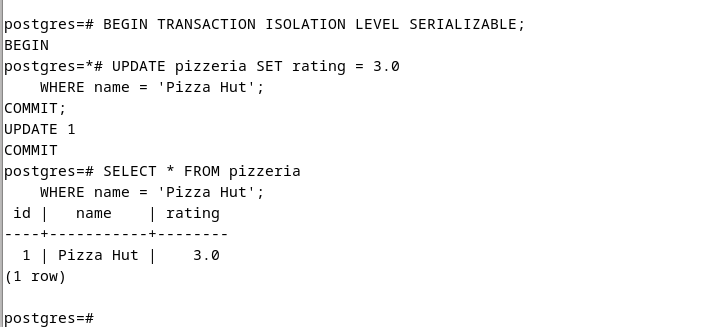 postgres=# BEGIN TRANSACTION ISOLATION LEVEL SERIALIZABLE;
BEGIN
postgres=*# UPDATE pizzeria SET rating = 3.0
    WHERE name = 'Pizza Hut';
COMMIT;
UPDATE 1
COMMIT
postgres=# SELECT * FROM pizzeria
    WHERE name = 'Pizza Hut';
 id |   name    | rating
----+-----------+--------
  1 | Pizza Hut |    3.0
(1 row)

postgres=#